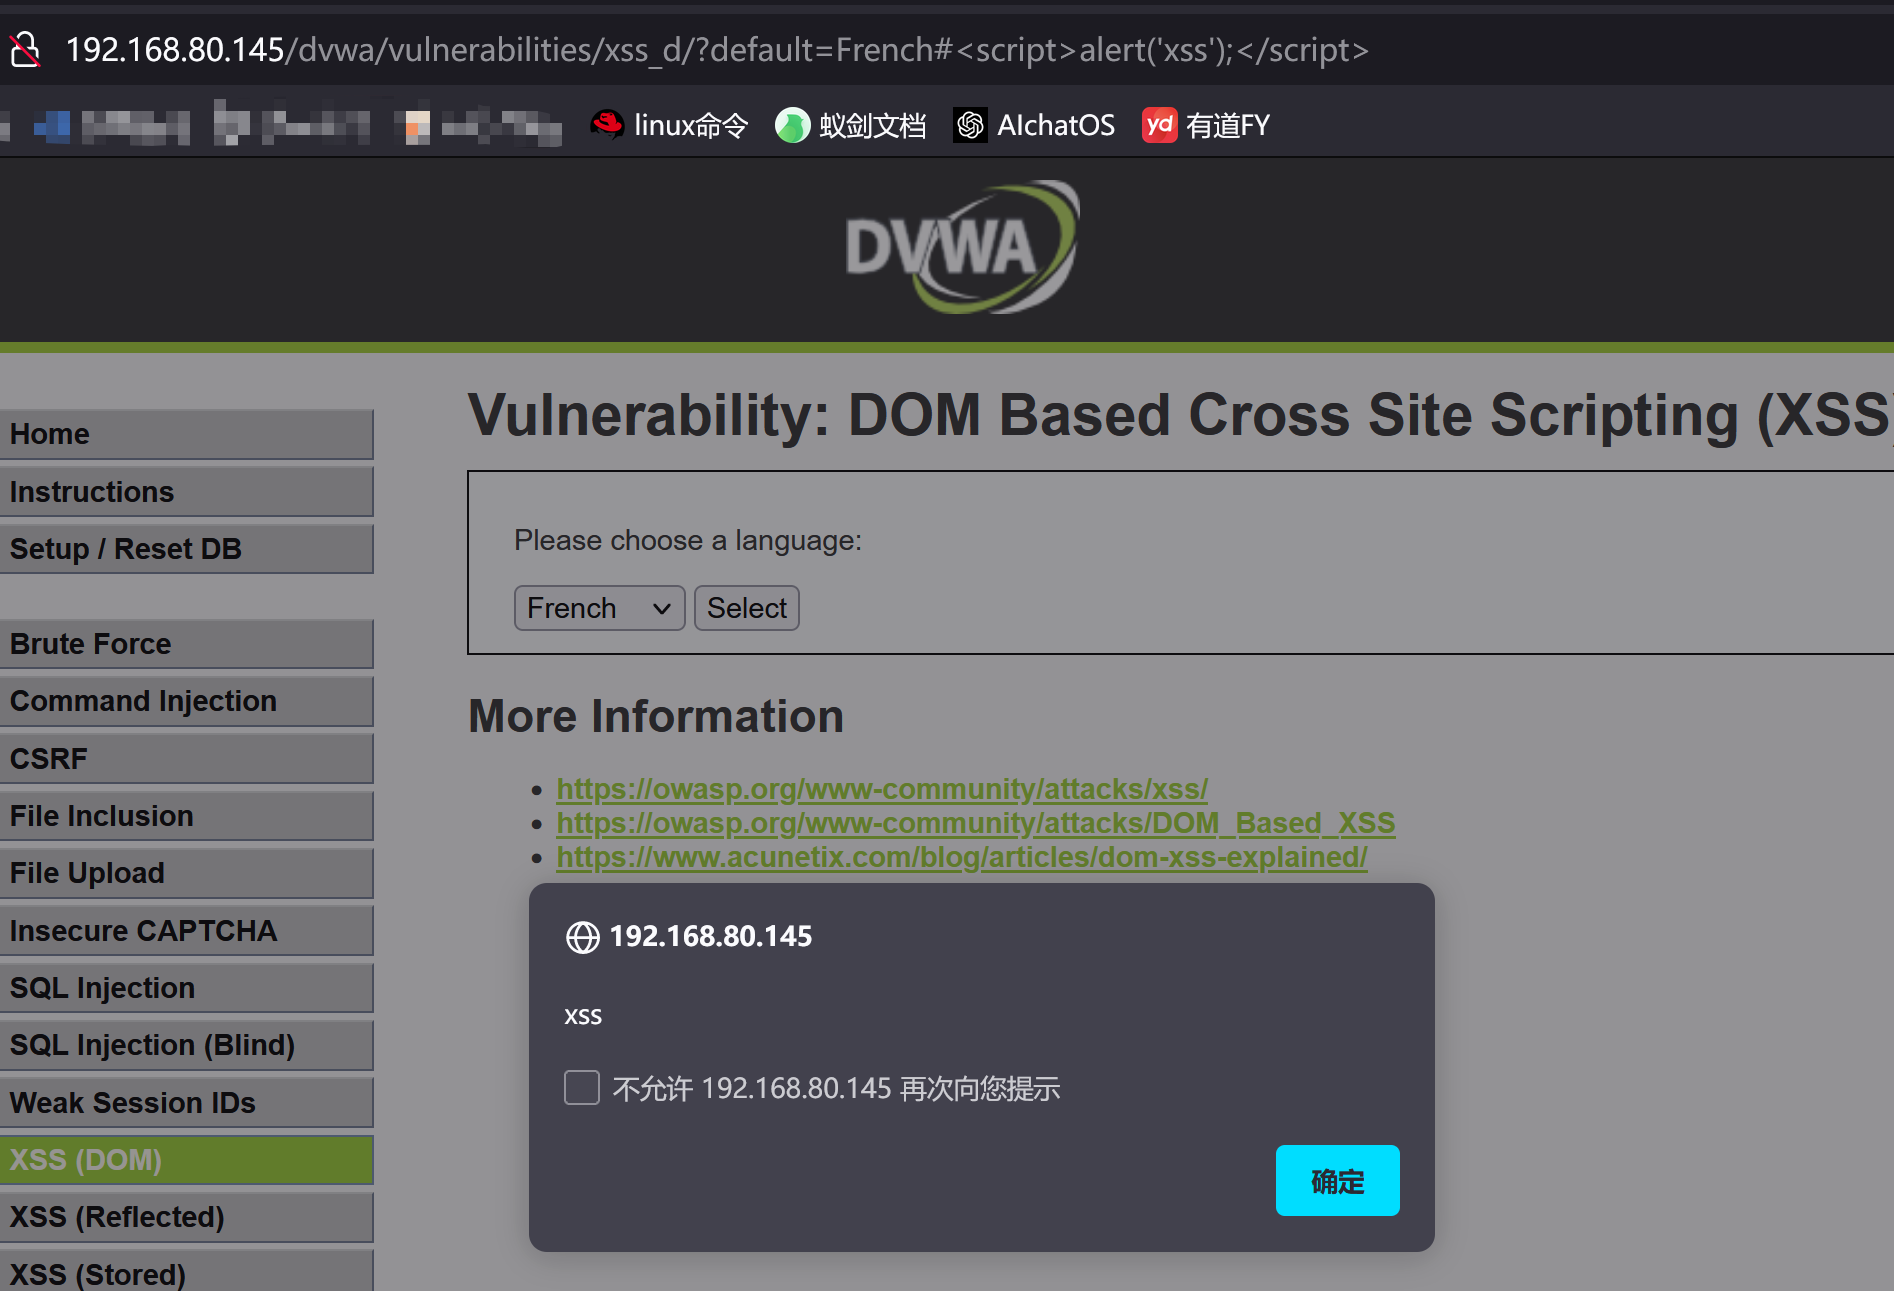 192.168.80.145/dvwa/vulnerabilities/xss_d/?default=French#<script>alert('xss');</script>
linux命令 蚁剑文档 AIchatOS yd 有道FY
DVWA
Vulnerability: DOM Based Cross Site Scripting (XSS)
Home
Instructions
Setup / Reset DB
Brute Force
Command Injection
CSRF
File Inclusion
File Upload
Insecure CAPTCHA
SQL Injection
SQL Injection (Blind)
Weak Session IDs
XSS (DOM)
XSS (Reflected)
XSS (Stored)
Please choose a language:
French Select
More Information
https://owasp.org/www-community/attacks/xss/
https://owasp.org/www-community/attacks/DOM_Based_XSS
https://www.acunetix.com/blog/articles/dom-xss-explained/
192.168.80.145
xss
不允许 192.168.80.145 再次向您提示
确定